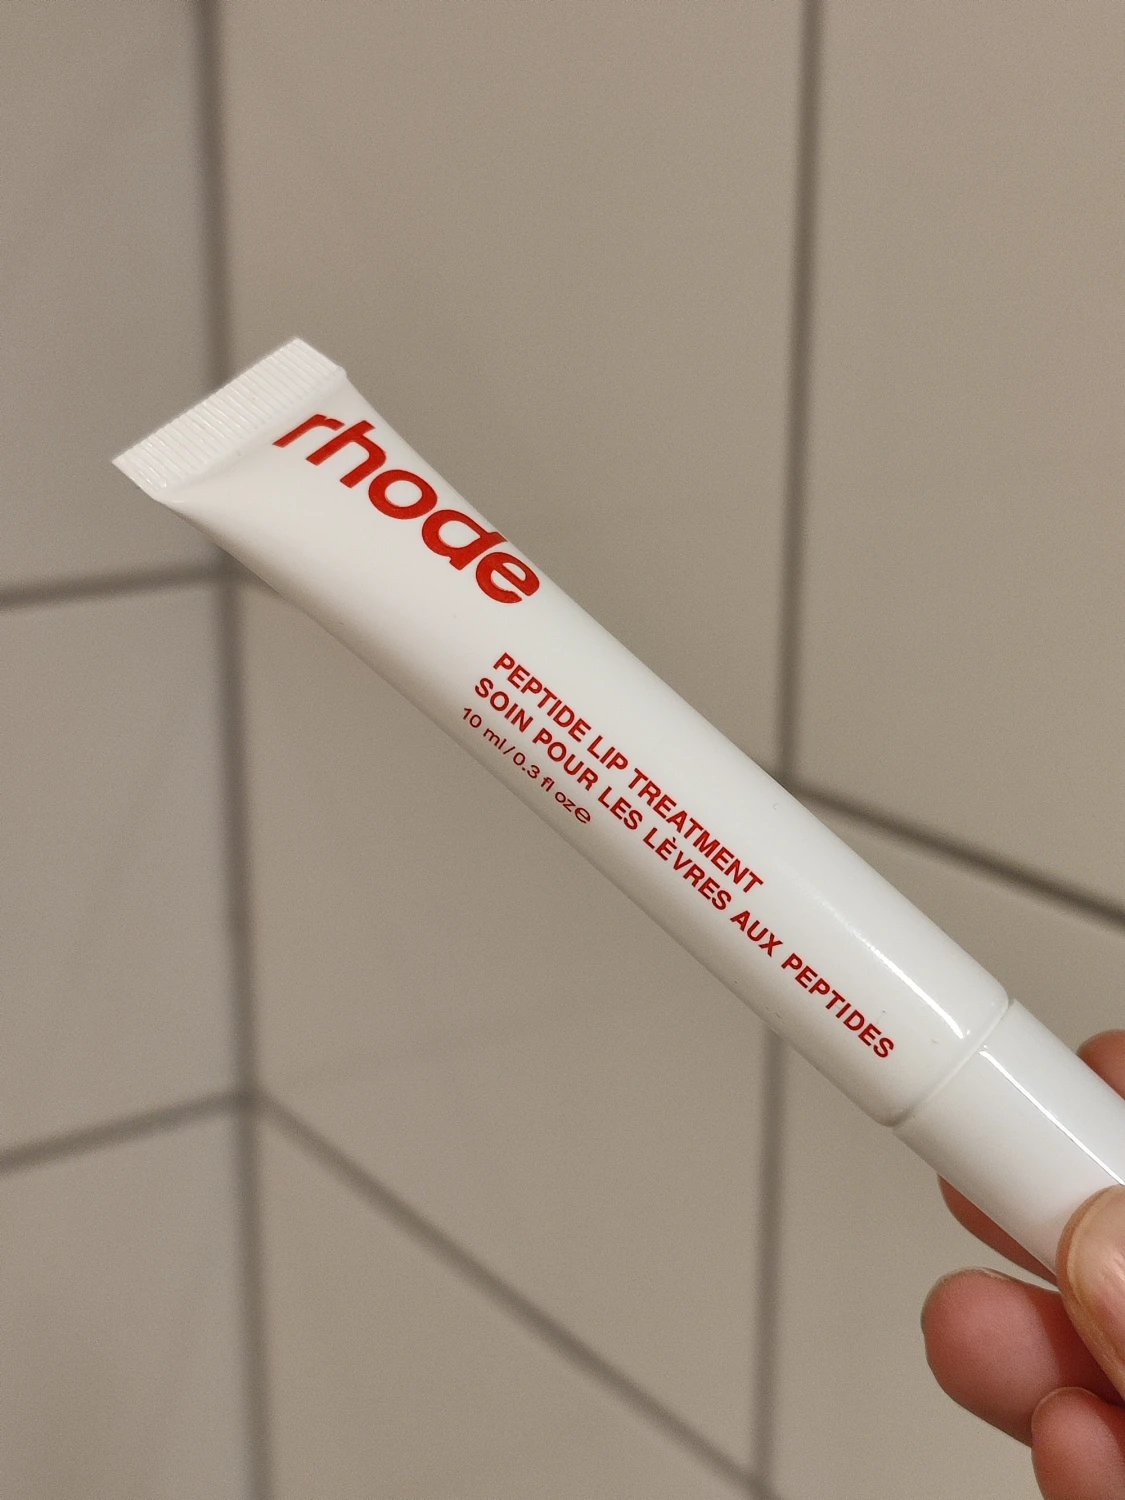 rhode
PEPTIDE LIP TREATMENT
SOIN POUR LES LÈVRES AUX PEPTIDES
10 ml/0.3 fl oz℮